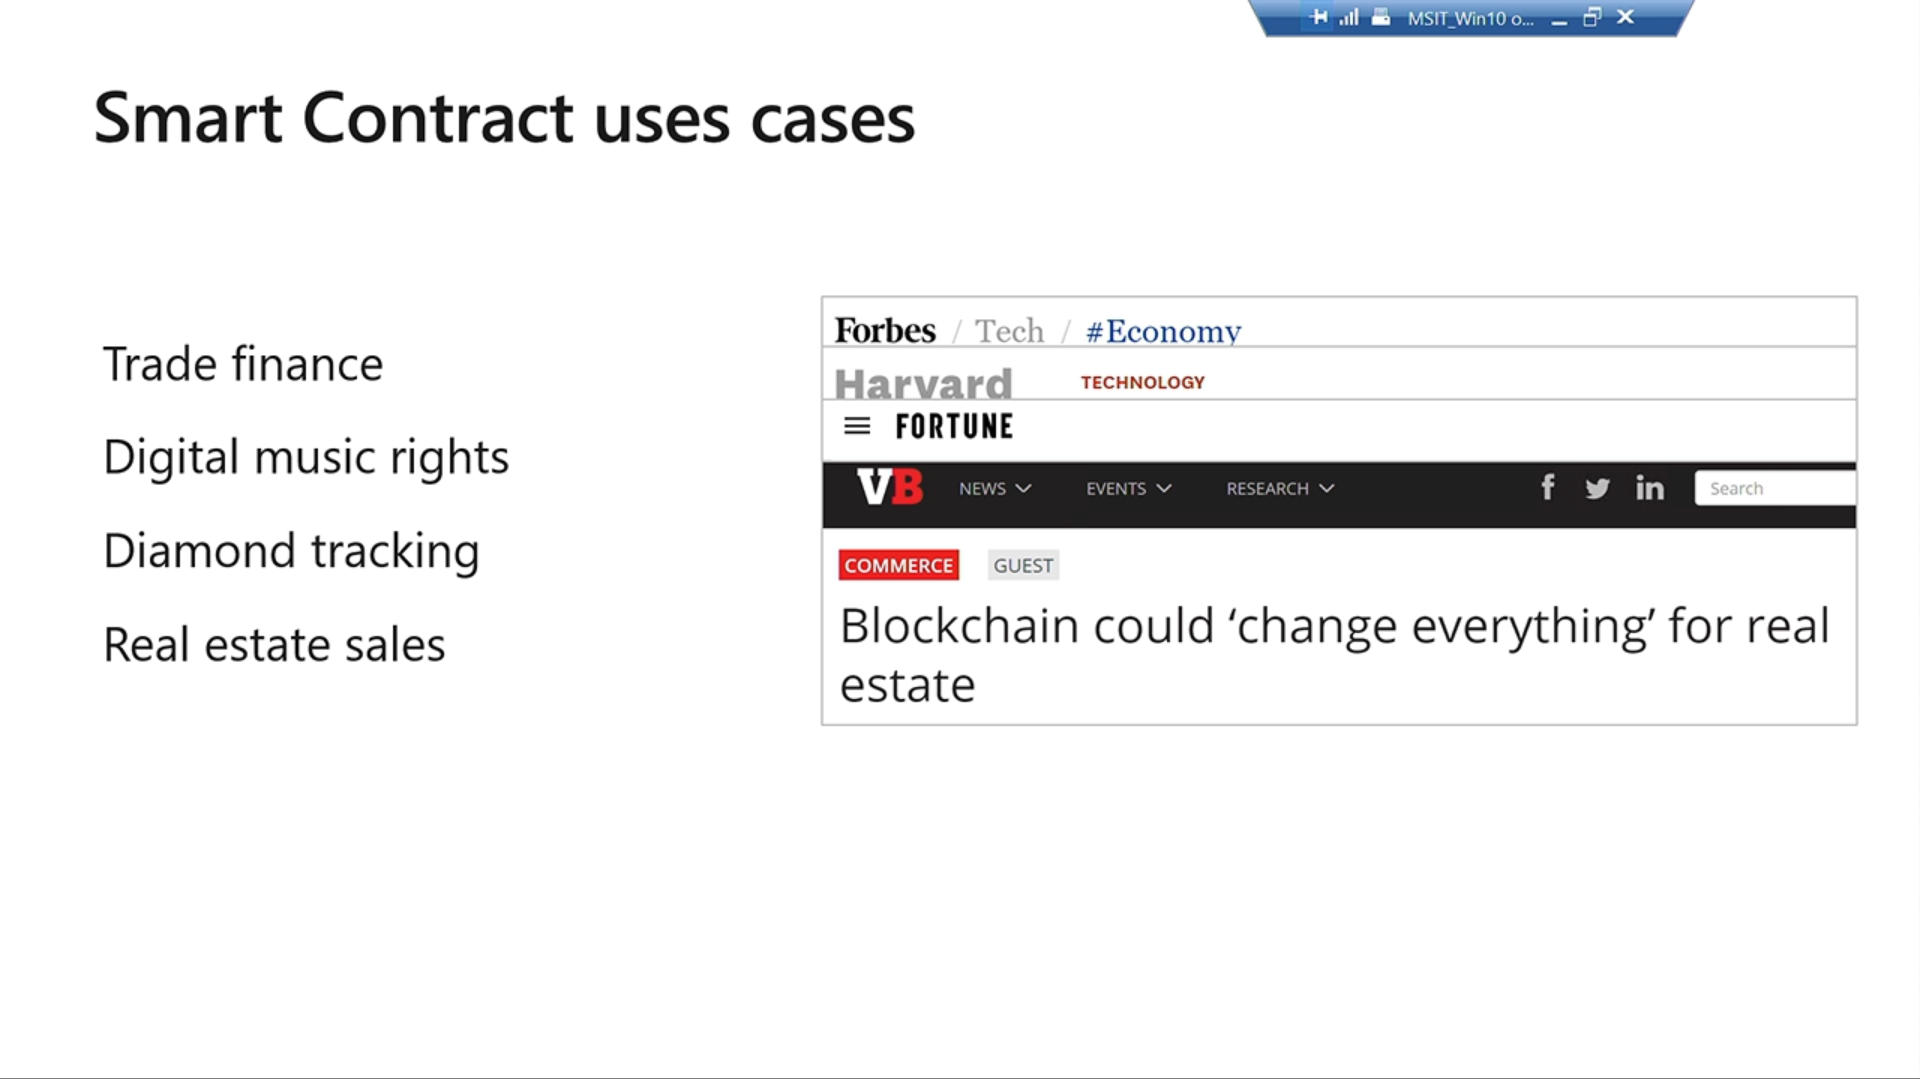 MSIT_Win10 o...
Smart Contract uses cases
Trade finance
Digital music rights
Diamond tracking
Real estate sales
Forbes / Tech / #Economy
Harvard TECHNOLOGY
FORTUNE
VB NEWS EVENTS RESEARCH f in Search
COMMERCE GUEST
Blockchain could ‘change everything’ for real
estate